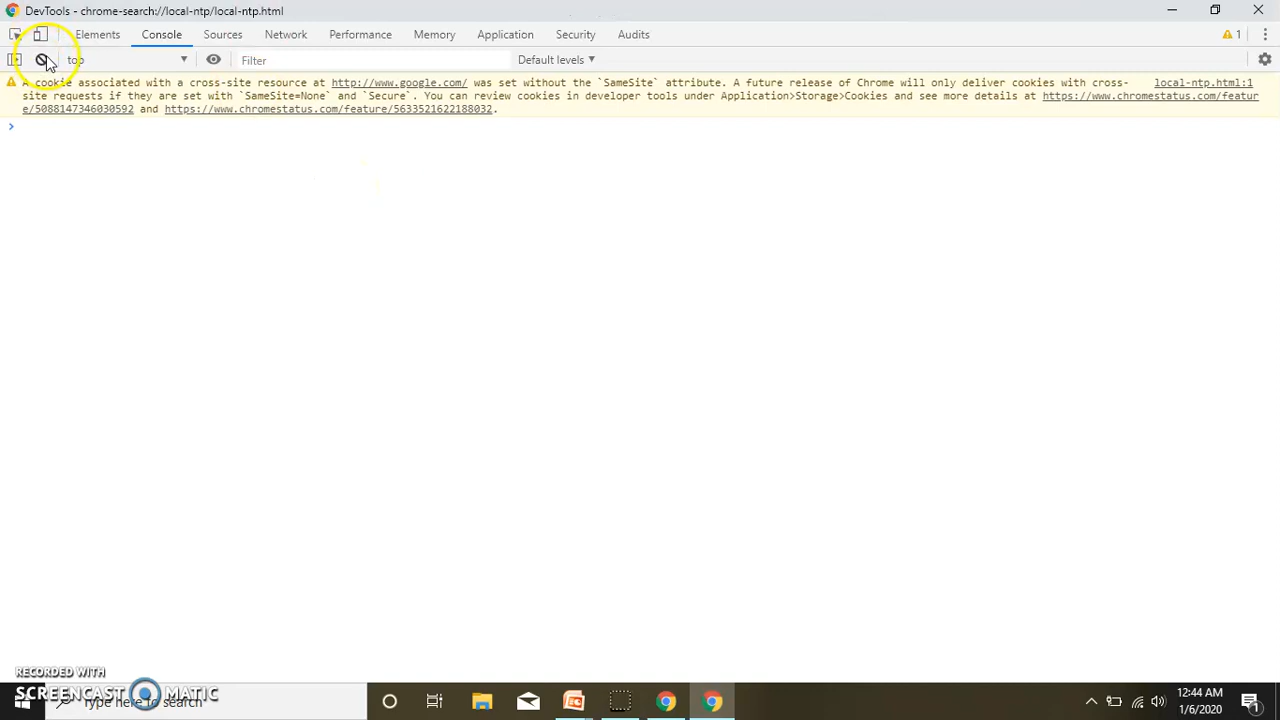 DevTools - chrome-search://local-ntp/local-ntp.html
Elements Console Sources Network Performance Memory Application Security Audits 1
top Filter Default levels
A cookie associated with a cross-site resource at http://www.google.com/ was set without the `SameSite` attribute. A future release of Chrome will only deliver cookies with cross- local-ntp.html:1
site requests if they are set with `SameSite=None` and `Secure`. You can review cookies in developer tools under Application>Storage>Cookies and see more details at https://www.chromestatus.com/featur
e/5088147346030592 and https://www.chromestatus.com/feature/5633521622188032.
RECORDED WITH
SCREENCAST MATIC
Type here to search
12:44 AM
1/6/2020
1